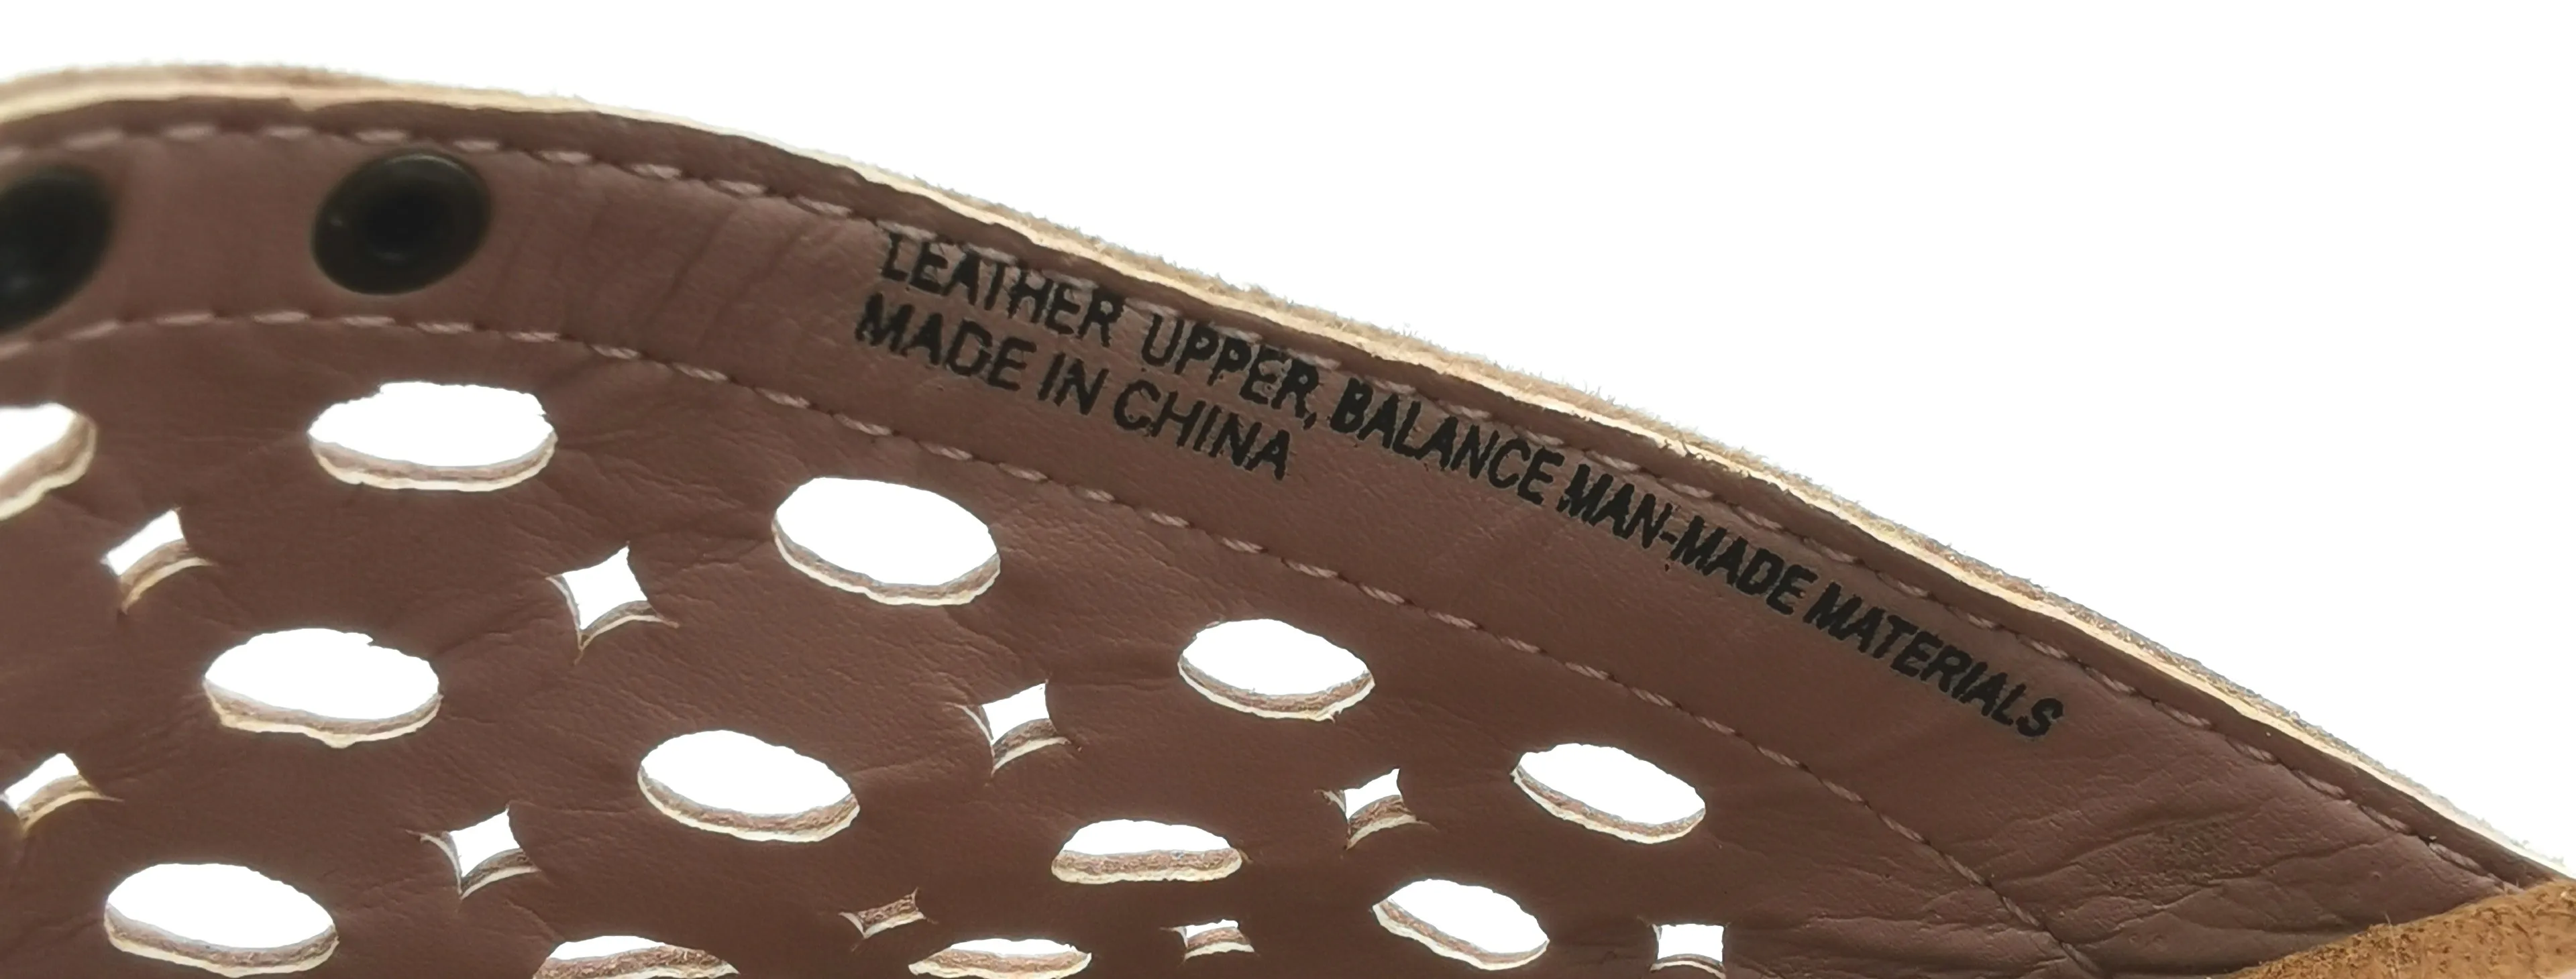 LEATHER UPPER, BALANCE MAN-MADE MATERIALS
MADE IN CHINA